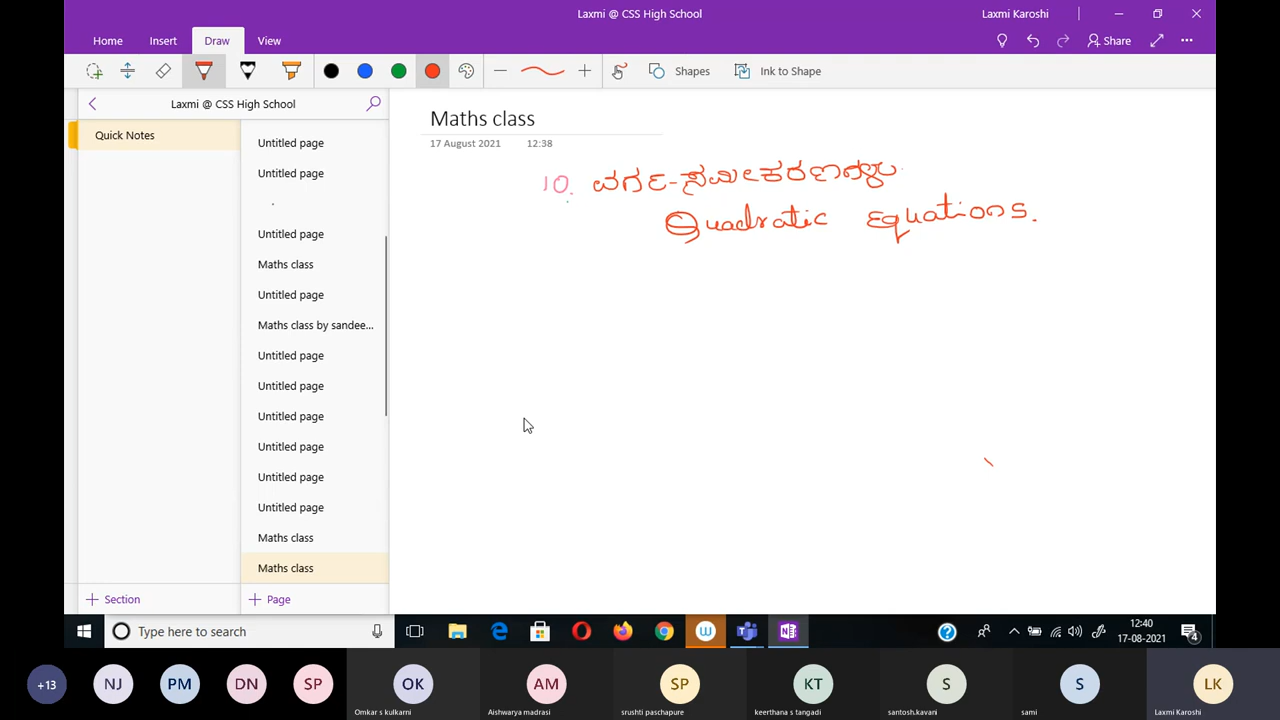 Laxmi @ CSS High School
Laxmi Karoshi
Home Insert Draw View
Share
Shapes
Ink to Shape
Laxmi @ CSS High School
Quick Notes
Untitled page
Untitled page
.
Untitled page
Maths class
Untitled page
Maths class by sandee...
Untitled page
Untitled page
Untitled page
Untitled page
Untitled page
Untitled page
Maths class
Maths class
+ Section
+ Page
Maths class
17 August 2021 12:38
10. ವರ್ಗ-ಸಮೀಕರಣಗಳು
Quadratic Equations.
Type here to search
12:40
17-08-2021
4
+13 NJ PM DN SP OK AM SP KT S S LK
Omkar s kulkarni Aishwarya madrasi srushti paschapure keerthana s tangadi santosh.kavani sami Laxmi Karoshi